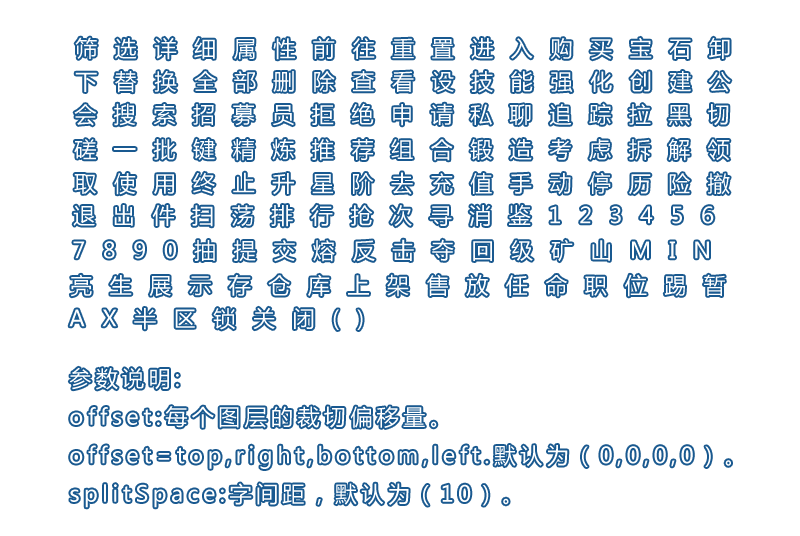 筛 选 详 细 属 性 前 往 重 置 进 入 购 买 宝 石 卸
下 替 换 全 部 删 除 查 看 设 技 能 强 化 创 建 公
会 搜 索 招 募 员 拒 绝 申 请 私 聊 追 踪 拉 黑 切
磋 一 批 键 精 炼 推 荐 组 合 锻 造 考 虑 拆 解 领
取 使 用 终 止 升 星 阶 去 充 值 手 动 停 历 险 撤
退 出 件 扫 荡 排 行 抢 次 寻 消 鉴 1 2 3 4 5 6
7 8 9 0 抽 提 交 熔 反 击 夺 回 级 矿 山 M I N
亮 生 展 示 存 仓 库 上 架 售 放 任 命 职 位 踢 暂
A X 半 区 锁 关 闭 ( )
参数说明:
offset:每个图层的裁切偏移量。
offset=top,right,bottom,left.默认为（0,0,0,0）。
splitSpace:字间距，默认为（10）。